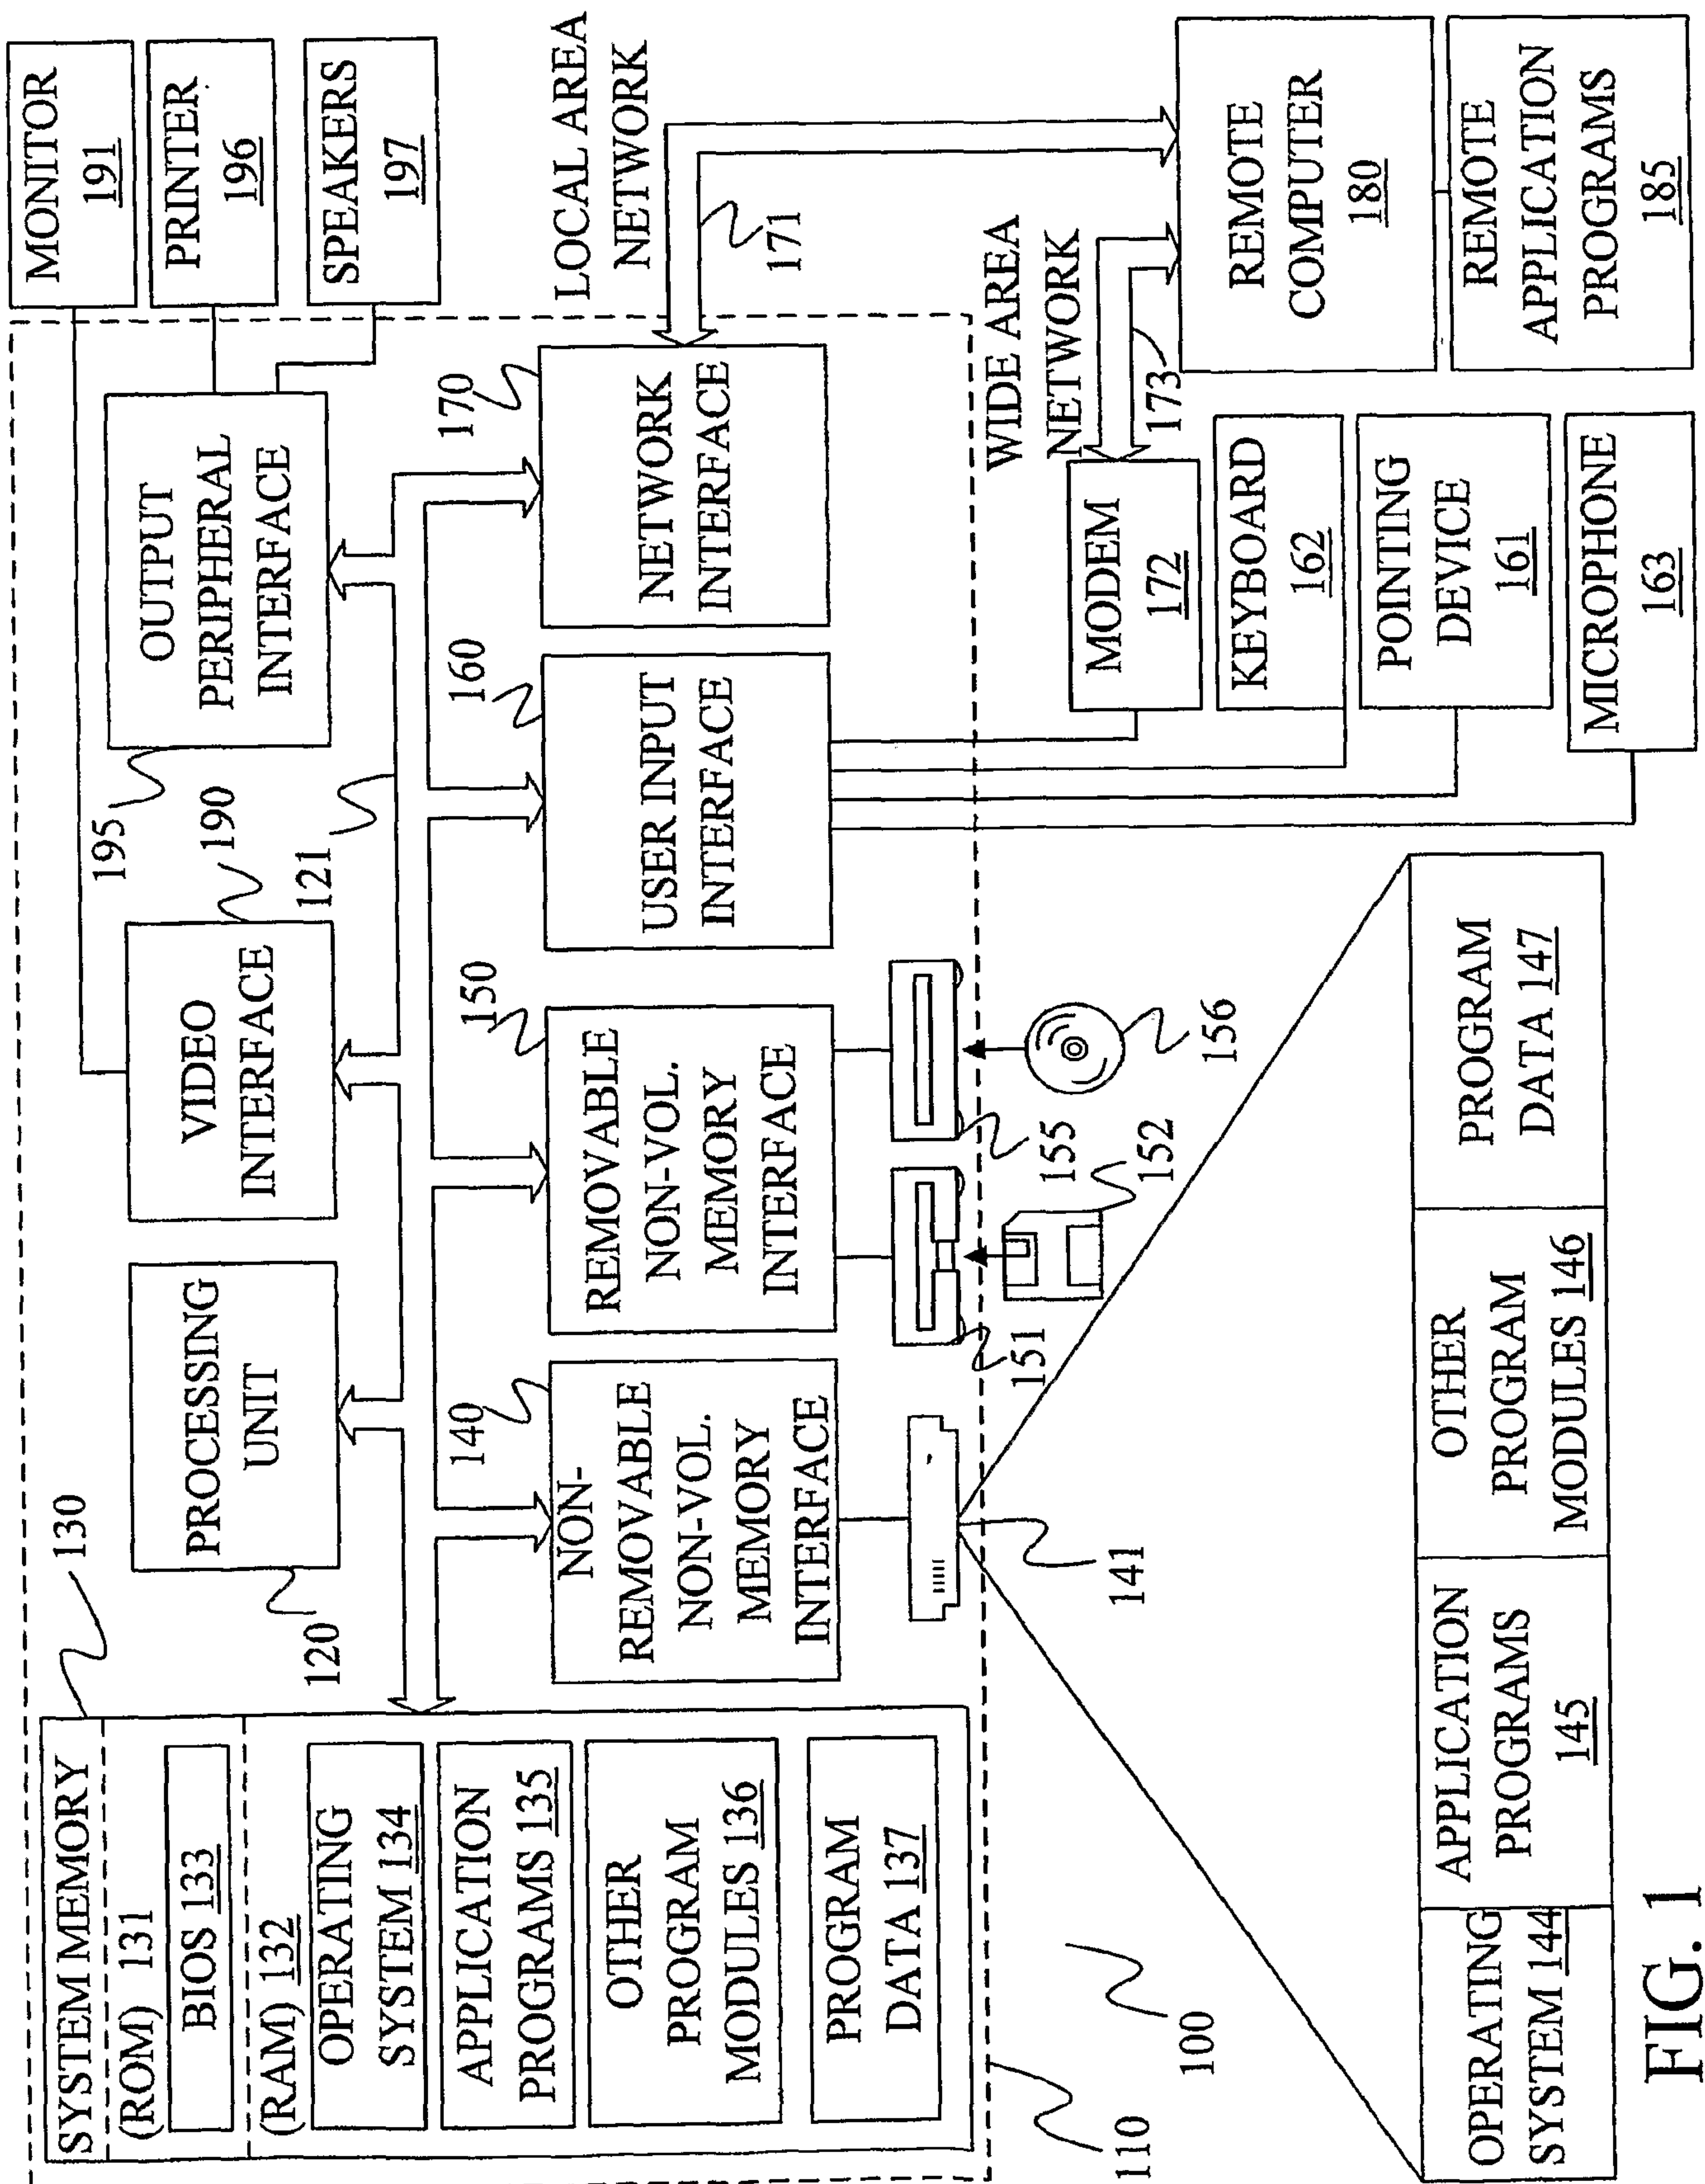 SYSTEM MEMORY
(ROM) 131
BIOS 133
(RAM) 132
OPERATING
SYSTEM 134
APPLICATION
PROGRAMS 135
OTHER
PROGRAM
MODULES 136
PROGRAM
DATA 137
130
120
PROCESSING
UNIT
VIDEO
INTERFACE
190
121
195
OUTPUT
PERIPHERAL
INTERFACE
MONITOR
191
PRINTER
196
SPEAKERS
197
140
NON-
REMOVABLE
NON-VOL.
MEMORY
INTERFACE
150
REMOVABLE
NON-VOL.
MEMORY
INTERFACE
160
USER INPUT
INTERFACE
170
NETWORK
INTERFACE
LOCAL AREA
NETWORK
171
141
151
152
155
156
WIDE AREA
NETWORK
173
MODEM
172
KEYBOARD
162
POINTING
DEVICE
161
MICROPHONE
163
REMOTE
COMPUTER
180
REMOTE
APPLICATION
PROGRAMS
185
110
100
OPERATING
SYSTEM 144
APPLICATION
PROGRAMS
145
OTHER
PROGRAM
MODULES 146
PROGRAM
DATA 147
FIG. 1